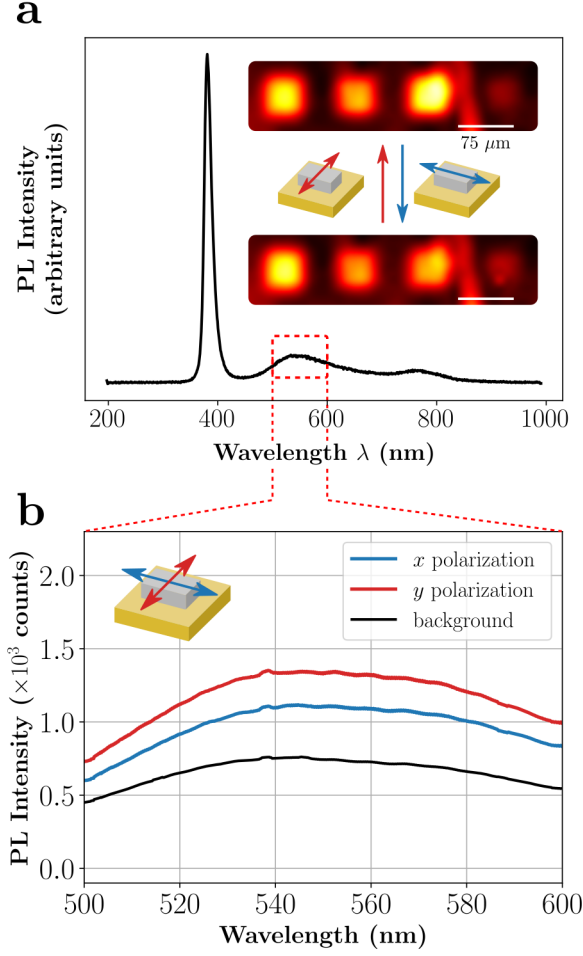 a
PL Intensity
(arbitrary units)
75 μm
200 400 600 800 1000
Wavelength λ (nm)
b
PL Intensity (×10³ counts)
2.0
1.5
1.0
0.5
0.0
x polarization
y polarization
background
500 520 540 560 580 600
Wavelength (nm)